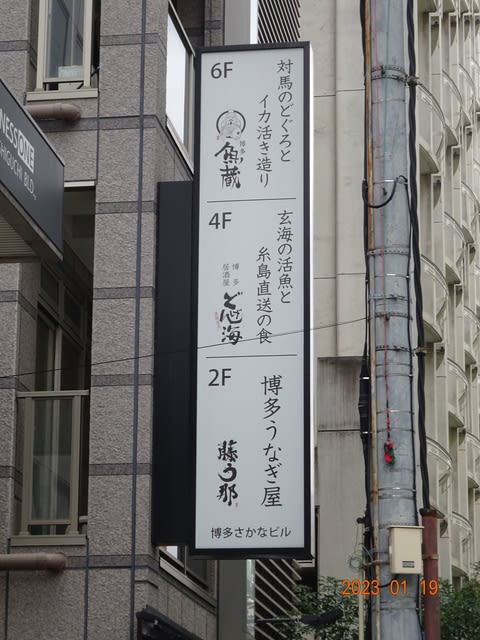 6F
対馬のどぐろと
イカ活き造り
博多
魚蔵
4F
玄海の活魚と
糸島直送の食
博多
居酒屋
ど海
2F
博多うなぎ屋
藤う那
博多さかなビル
NESSONE
HIGUCHI BLD.
2023 01 19